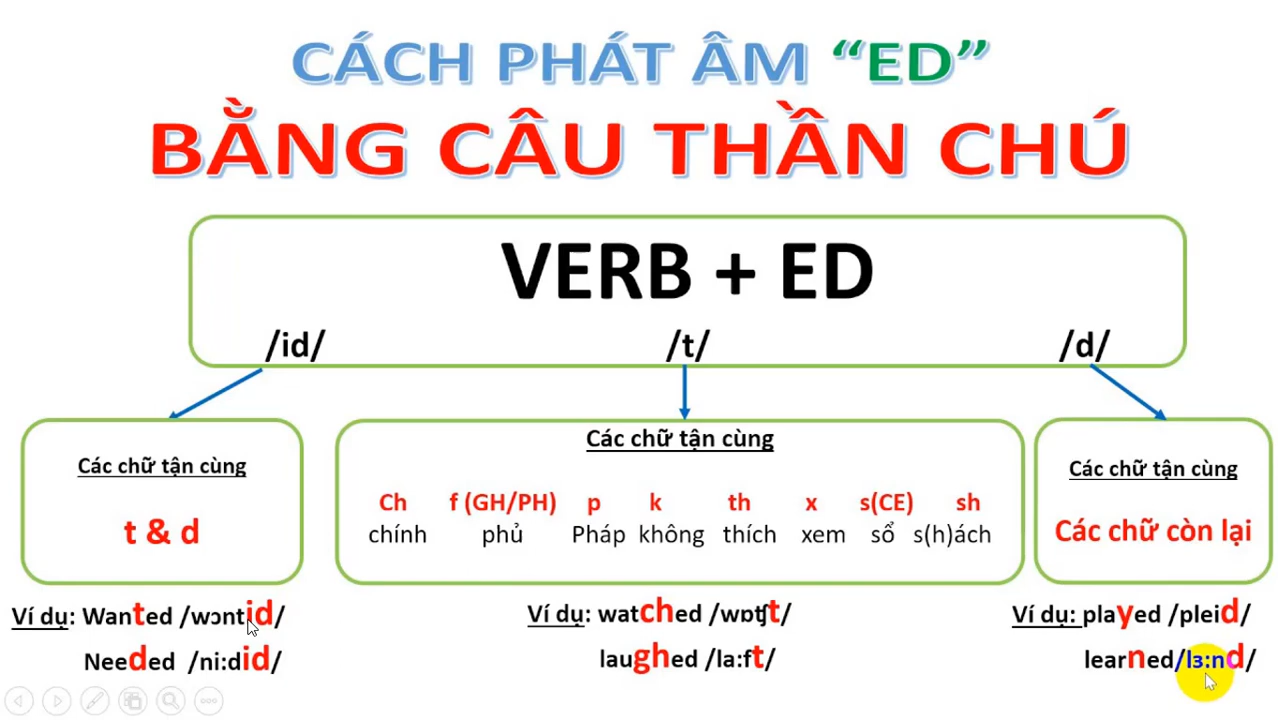 CÁCH PHÁT ÂM “ED”
BẰNG CÂU THẦN CHÚ
VERB + ED
/id/ /t/ /d/
Các chữ tận cùng
t & d
Các chữ tận cùng
Ch f (GH/PH) p k th x s(CE) sh
chính phủ Pháp không thích xem sổ s(h)ách
Các chữ tận cùng
Các chữ còn lại
Ví dụ: Wanted /wɔntid/
Needed /ni:did/
Ví dụ: watched /wɒʧt/
laughed /la:ft/
Ví dụ: played /pleid/
learned/lɜ:nd/